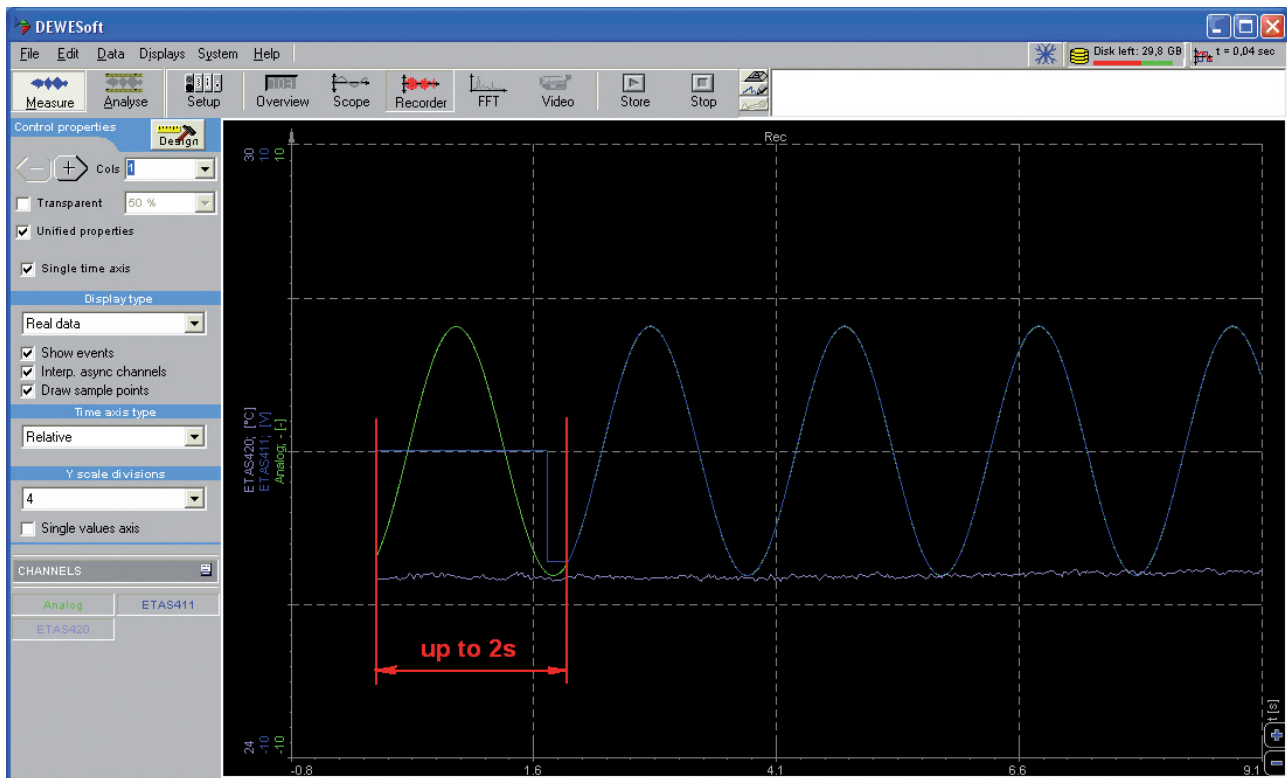 DEWESoft
File Edit Data Displays System Help
Disk left: 29,8 GB
t = 0,04 sec
Measure Analyse Setup Overview Scope Recorder FFT Video Store Stop
Control properties
Design
Cols 1
Transparent 50 %
Unified properties
Single time axis
Display type
Real data
Show events
Interp. async channels
Draw sample points
Time axis type
Relative
Y scale divisions
4
Single values axis
CHANNELS
Analog ETAS411
ETAS420
Rec
30
10
10
ETAS420; [°C]
ETAS411; [V]
Analog; - [-]
up to 2s
24
-10
-10
-0.8 1.6 4.1 6.6 9.1
t [s]